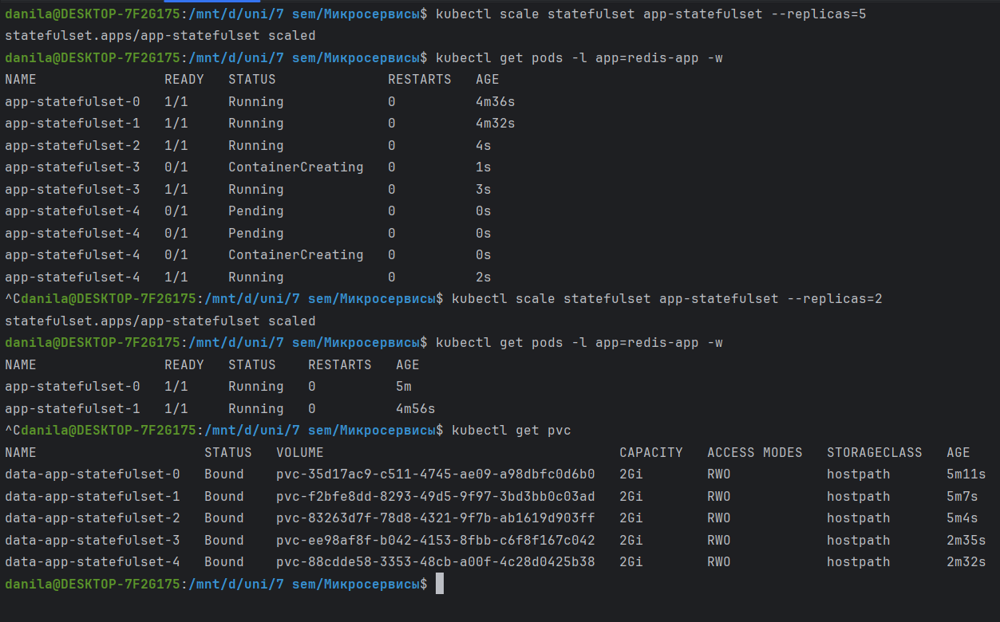 danila@DESKTOP-7F2G175:/mnt/d/uni/7 sem/Микросервисы$ kubectl scale statefulset app-statefulset --replicas=5
statefulset.apps/app-statefulset scaled
danila@DESKTOP-7F2G175:/mnt/d/uni/7 sem/Микросервисы$ kubectl get pods -l app=redis-app -w
NAME                READY   STATUS              RESTARTS   AGE
app-statefulset-0   1/1     Running             0          4m36s
app-statefulset-1   1/1     Running             0          4m32s
app-statefulset-2   1/1     Running             0          4s
app-statefulset-3   0/1     ContainerCreating   0          1s
app-statefulset-3   1/1     Running             0          3s
app-statefulset-4   0/1     Pending             0          0s
app-statefulset-4   0/1     Pending             0          0s
app-statefulset-4   0/1     ContainerCreating   0          0s
app-statefulset-4   1/1     Running             0          2s
^Cdanila@DESKTOP-7F2G175:/mnt/d/uni/7 sem/Микросервисы$ kubectl scale statefulset app-statefulset --replicas=2
statefulset.apps/app-statefulset scaled
danila@DESKTOP-7F2G175:/mnt/d/uni/7 sem/Микросервисы$ kubectl get pods -l app=redis-app -w
NAME                READY   STATUS    RESTARTS   AGE
app-statefulset-0   1/1     Running   0          5m
app-statefulset-1   1/1     Running   0          4m56s
^Cdanila@DESKTOP-7F2G175:/mnt/d/uni/7 sem/Микросервисы$ kubectl get pvc
NAME                     STATUS   VOLUME                                     CAPACITY   ACCESS MODES   STORAGECLASS   AGE
data-app-statefulset-0   Bound    pvc-35d17ac9-c511-4745-ae09-a98dbfc0d6b0   2Gi        RWO            hostpath       5m11s
data-app-statefulset-1   Bound    pvc-f2bfe8dd-8293-49d5-9f97-3bd3bb0c03ad   2Gi        RWO            hostpath       5m7s
data-app-statefulset-2   Bound    pvc-83263d7f-78d8-4321-9f7b-ab1619d903ff   2Gi        RWO            hostpath       5m4s
data-app-statefulset-3   Bound    pvc-ee98af8f-b042-4153-8fbb-c6f8f167c042   2Gi        RWO            hostpath       2m35s
data-app-statefulset-4   Bound    pvc-88cdde58-3353-48cb-a00f-4c28d0425b38   2Gi        RWO            hostpath       2m32s
danila@DESKTOP-7F2G175:/mnt/d/uni/7 sem/Микросервисы$